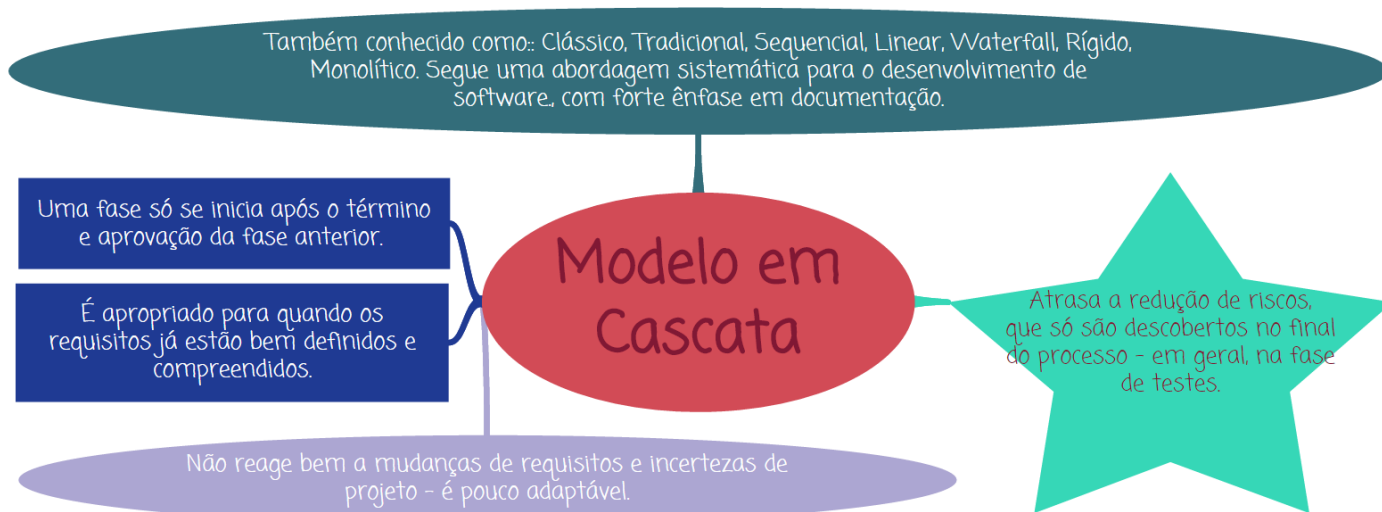 Também conhecido como:: Clássico, Tradicional, Sequencial, Linear, Waterfall, Rígido,
Monolítico. Segue uma abordagem sistemática para o desenvolvimento de
software., com forte ênfase em documentação.
Uma fase só se inicia após o término
e aprovação da fase anterior.
É apropriado para quando os
requisitos já estão bem definidos e
compreendidos.
Modelo em
Cascata
Atrasa a redução de riscos,
que só são descobertos no final
do processo - em geral, na fase
de testes.
Não reage bem a mudanças de requisitos e incertezas de
projeto - é pouco adaptável.